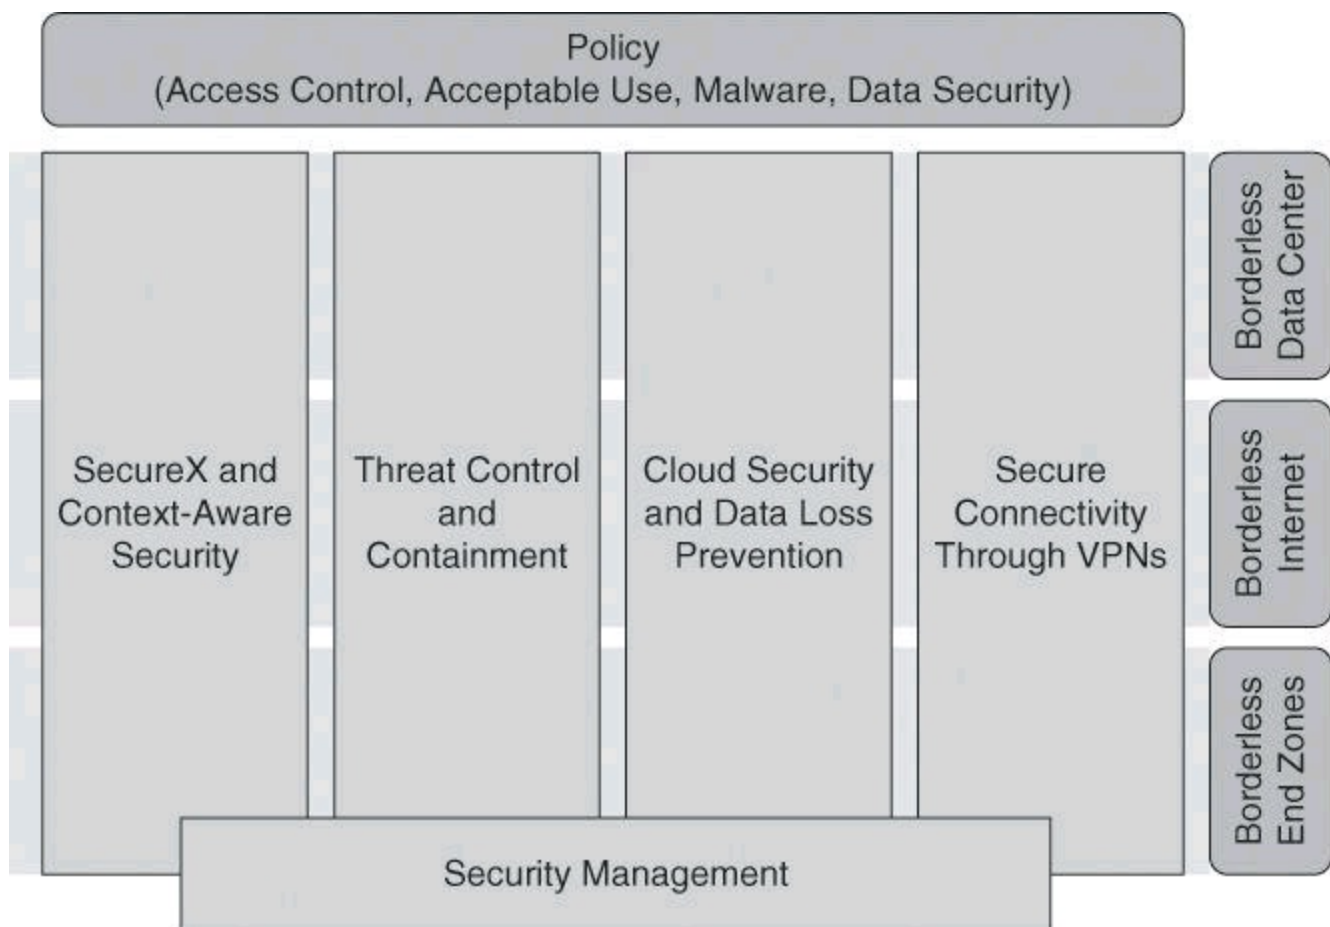 Policy
(Access Control, Acceptable Use, Malware, Data Security)
SecureX and
Context-Aware
Security
Threat Control
and
Containment
Cloud Security
and Data Loss
Prevention
Secure
Connectivity
Through VPNs
Borderless
Data Center
Borderless
Internet
Borderless
End Zones
Security Management